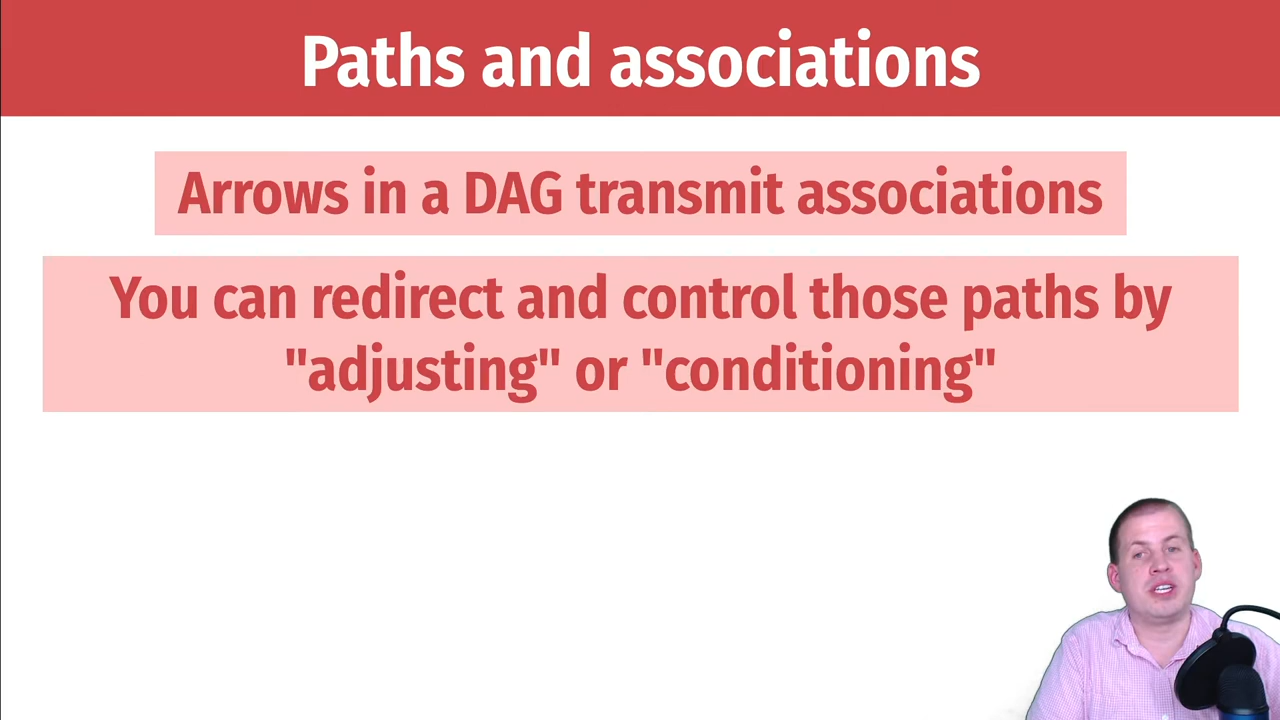 Paths and associations
Arrows in a DAG transmit associations
You can redirect and control those paths by
"adjusting" or "conditioning"